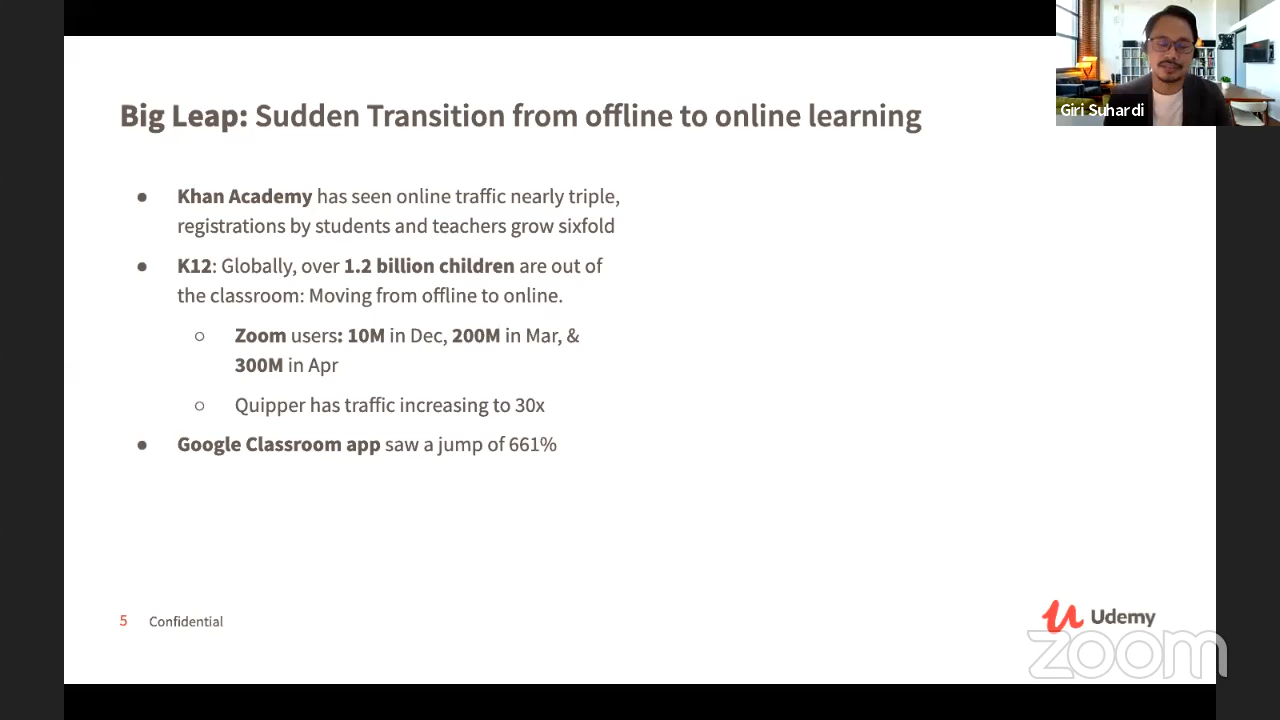 Giri Suhardi
Big Leap: Sudden Transition from offline to online learning
● Khan Academy has seen online traffic nearly triple,
registrations by students and teachers grow sixfold
● K12: Globally, over 1.2 billion children are out of
the classroom: Moving from offline to online.
○ Zoom users: 10M in Dec, 200M in Mar, &
300M in Apr
○ Quipper has traffic increasing to 30x
● Google Classroom app saw a jump of 661%
5 Confidential
Udemy
zoom